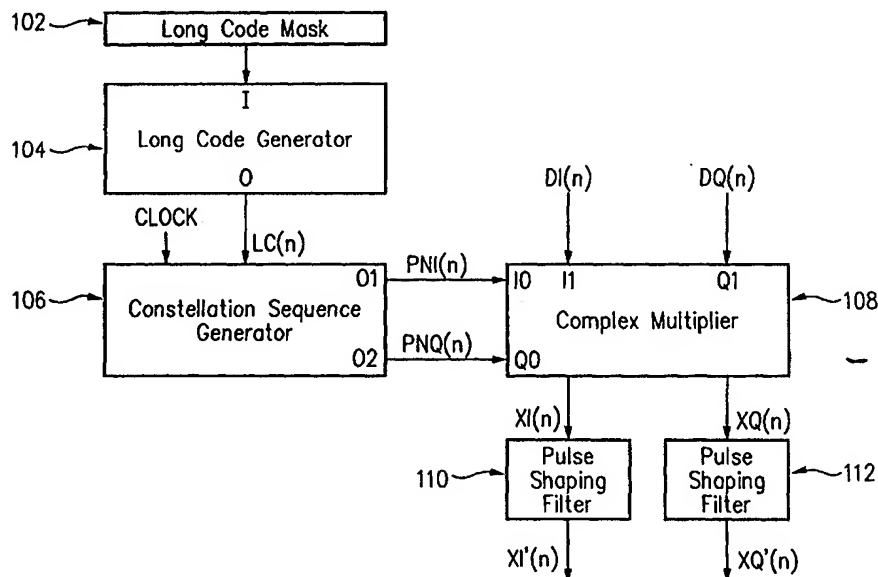 102
Long Code Mask
I
104
Long Code Generator
O
CLOCK
LC(n)
DI(n)
DQ(n)
106
O1
Constellation Sequence
Generator
O2
PNI(n)
PNQ(n)
I0
I1
Q1
Complex Multiplier
Q0
108
XI(n)
XQ(n)
110
Pulse
Shaping
Filter
Pulse
Shaping
Filter
112
XI'(n)
XQ'(n)